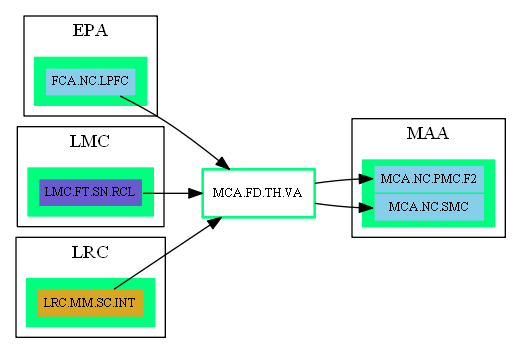 EPA
FCA.NC.LPFC
LMC
LMC.FT.SN.RCL
LRC
LRC.MM.SC.INT
MCA.FD.TH.VA
MAA
MCA.NC.PMC.F2
MCA.NC.SMC